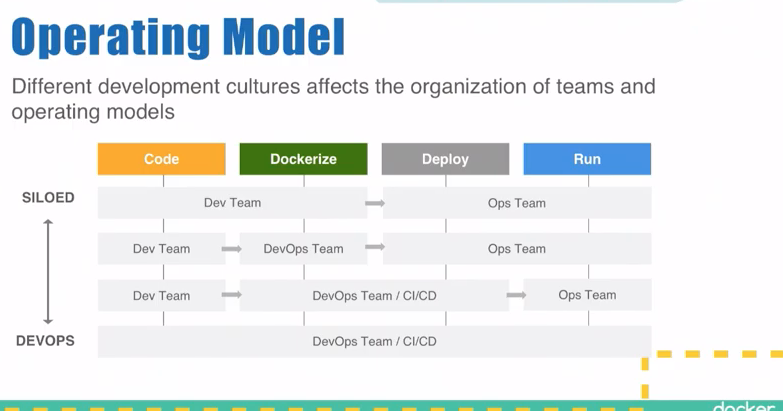 Operating Model
Different development cultures affects the organization of teams and
operating models
Code Dockerize Deploy Run
SILOED
Dev Team Ops Team
Dev Team DevOps Team Ops Team
Dev Team DevOps Team / CI/CD Ops Team
DEVOPS
DevOps Team / CI/CD
docker